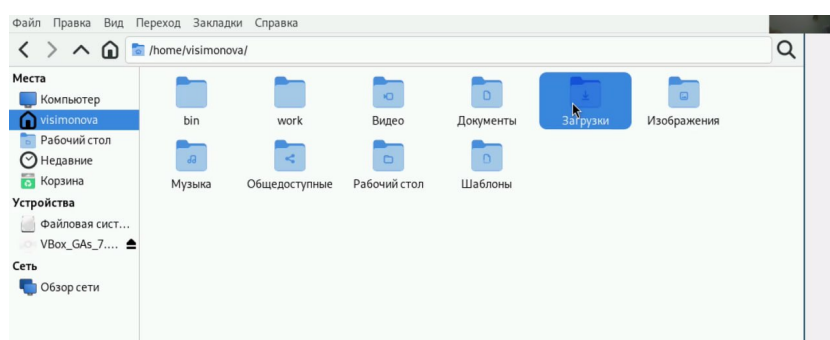 Файл Правка Вид Переход Закладки Справка
/home/visimonova/
Места
Компьютер
visimonova
Рабочий стол
Недавние
Корзина
Устройства
Файловая сист...
VBox_GAs_7....
Сеть
Обзор сети
bin work Видео Документы Загрузки Изображения
Музыка Общедоступные Рабочий стол Шаблоны